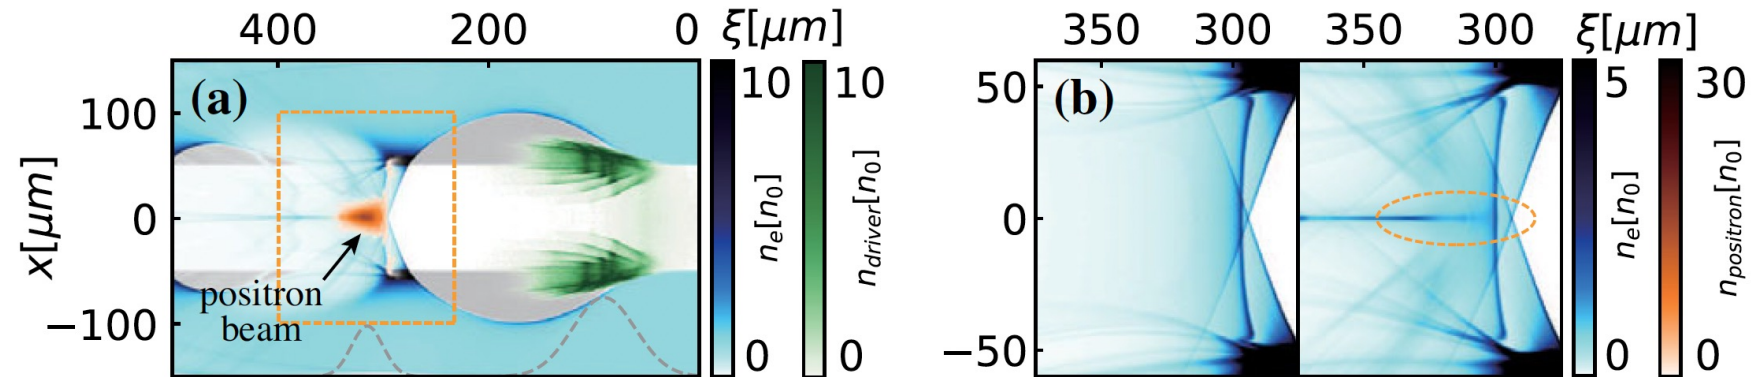 400 200 0 ξ[μm]
(a)
x[μm]
100
0
−100
positron
beam
10
0
n_e[n_0]
10
0
n_driver[n_0]
350 300 350 300 ξ[μm]
(b)
50
0
−50
5
0
n_e[n_0]
30
0
n_positron[n_0]